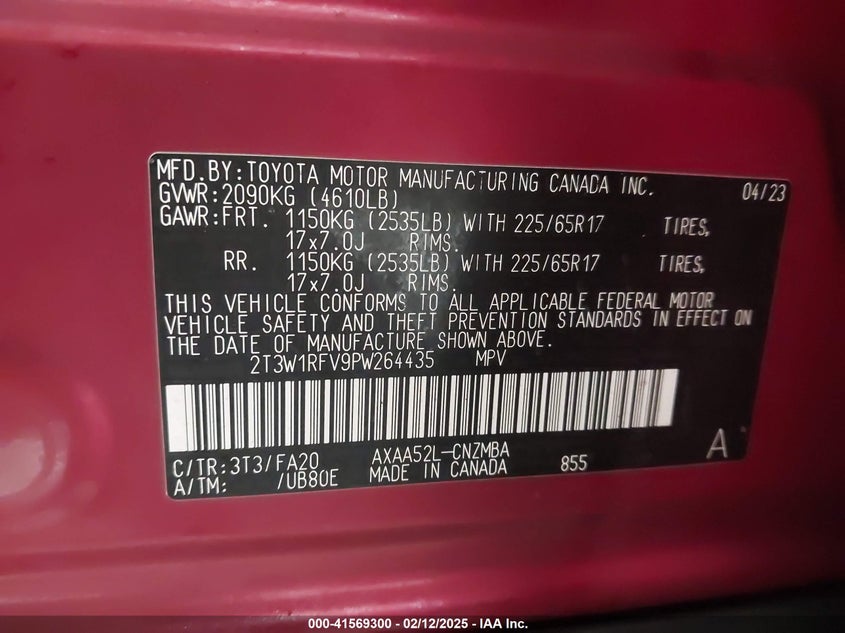 MFD.BY:TOYOTA MOTOR MANUFACTURING CANADA INC. 04/23
GVWR:2090KG (4610LB)
GAWR:FRT. 1150KG (2535LB) WITH 225/65R17 TIRES,
17x7.0J RIMS.
RR. 1150KG (2535LB) WITH 225/65R17 TIRES,
17x7.0J RIMS.
THIS VEHICLE CONFORMS TO ALL APPLICABLE FEDERAL MOTOR
VEHICLE SAFETY AND THEFT PREVENTION STANDARDS IN EFFECT ON
THE DATE OF MANUFACTURE SHOWN ABOVE.
2T3W1RFV9PW264435 MPV
C/TR:3T3/FA20 AXAA52L-CNZMBA A
A/TM: /UB80E MADE IN CANADA 855
000-41569300 - 02/12/2025 - IAA Inc.